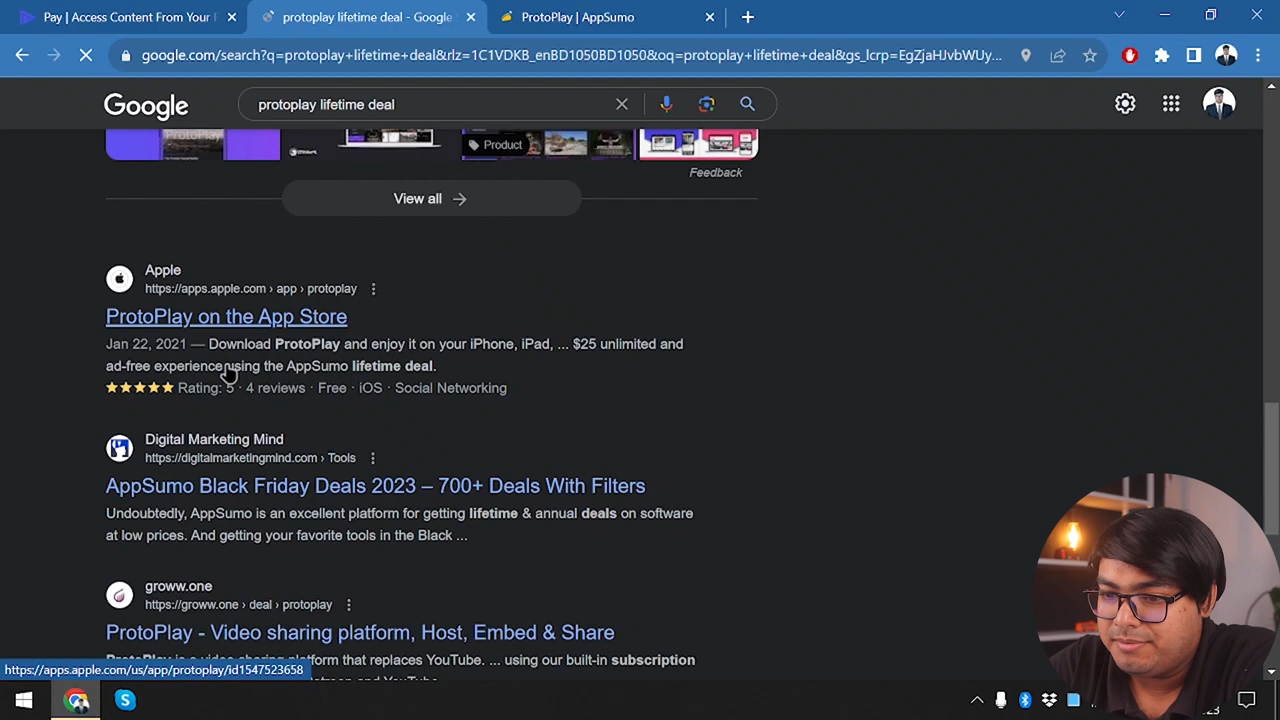 Pay | Access Content From Your F
protoplay lifetime deal - Google S
ProtoPlay | AppSumo
google.com/search?q=protoplay+lifetime+deal&rlz=1C1VDKB_enBD1050BD1050&oq=protoplay+lifetime+deal&gs_lcrp=EgZjaHJvbWUy...
Google
protoplay lifetime deal
ProtoPlay
Product
Feedback
View all
Apple
https://apps.apple.com › app › protoplay
ProtoPlay on the App Store
Jan 22, 2021 — Download ProtoPlay and enjoy it on your iPhone, iPad, ... $25 unlimited and
ad-free experience using the AppSumo lifetime deal.
Rating: 5 · 4 reviews · Free · iOS · Social Networking
Digital Marketing Mind
https://digitalmarketingmind.com › Tools
AppSumo Black Friday Deals 2023 – 700+ Deals With Filters
Undoubtedly, AppSumo is an excellent platform for getting lifetime & annual deals on software
at low prices. And getting your favorite tools in the Black ...
groww.one
https://groww.one › deal › protoplay
ProtoPlay - Video sharing platform, Host, Embed & Share
ProtoPlay is a video sharing platform that replaces YouTube. ... using our built-in subscription
https://apps.apple.com/us/app/protoplay/id1547523658